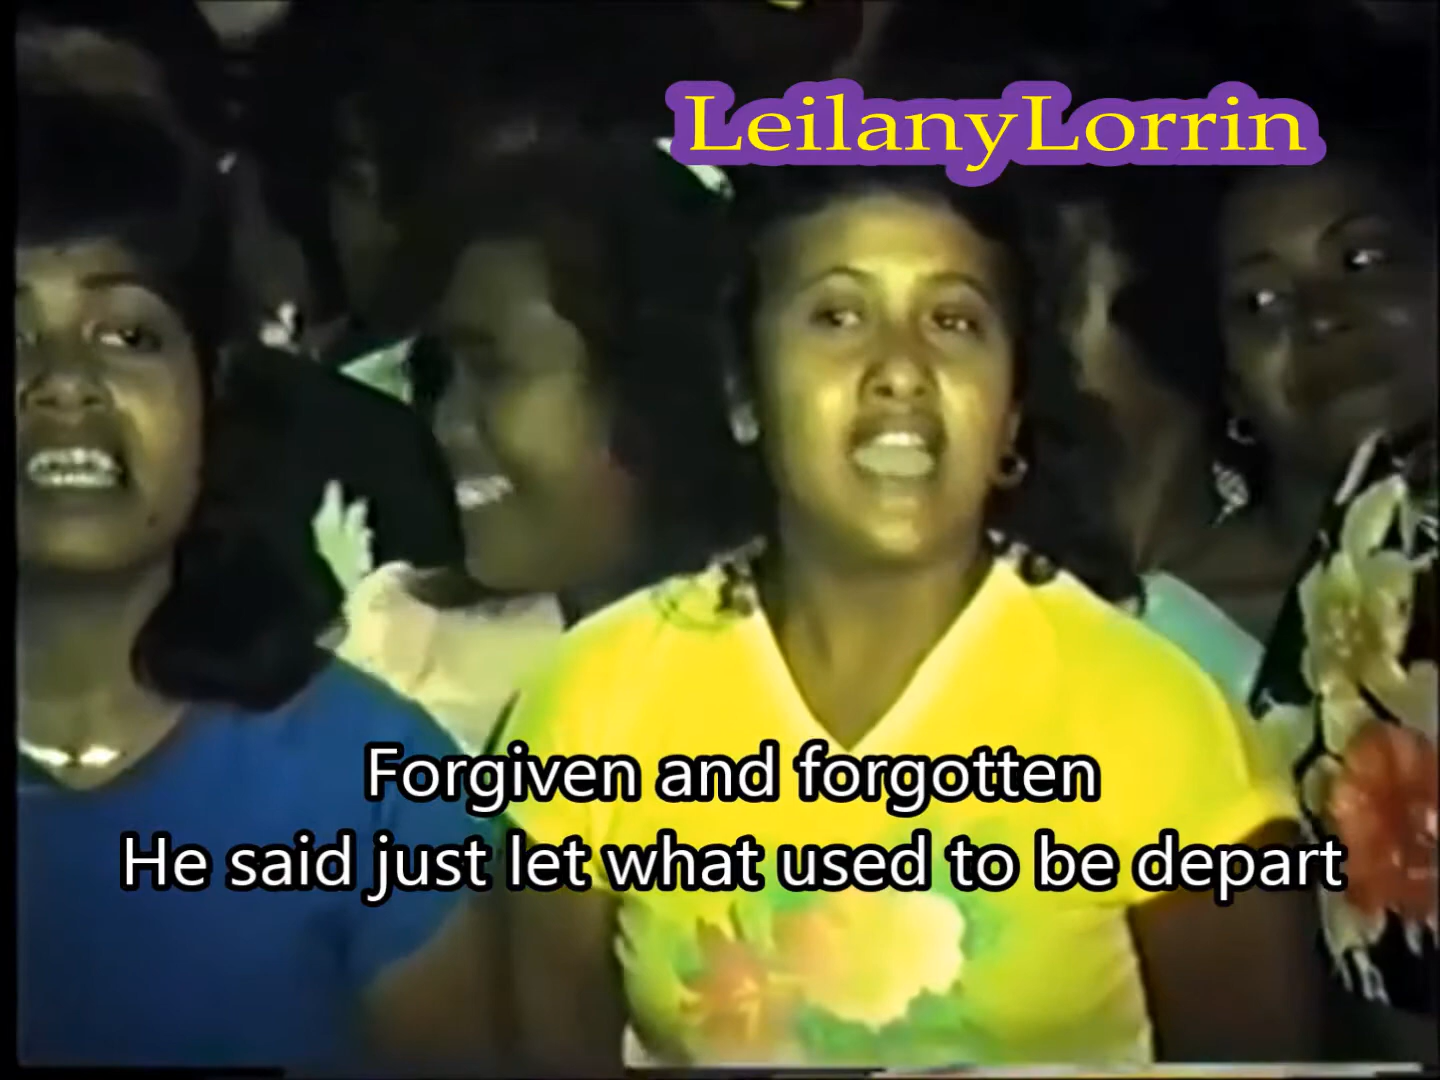 LeilanyLorrin
Forgiven and forgotten
He said just let what used to be depart